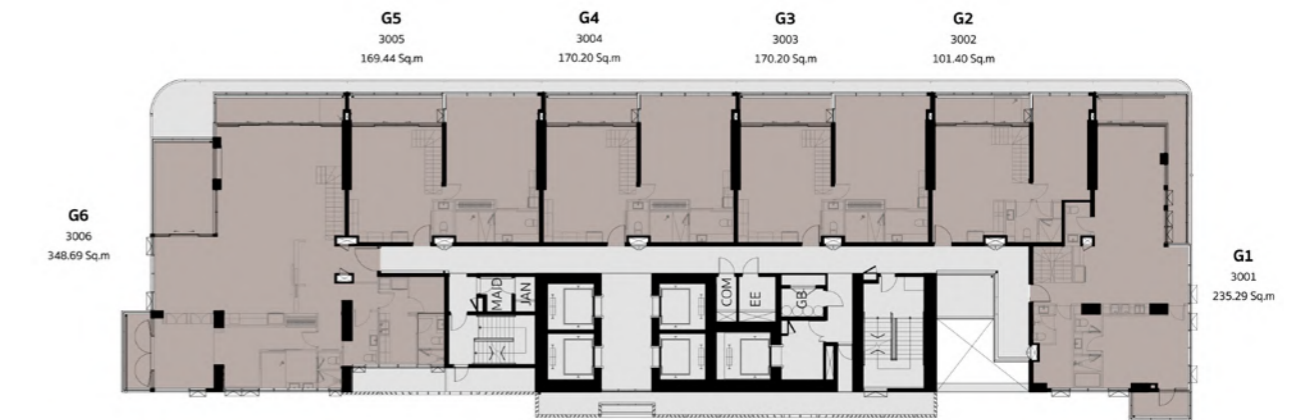 G5
3005
169.44 Sq.m
G4
3004
170.20 Sq.m
G3
3003
170.20 Sq.m
G2
3002
101.40 Sq.m
G6
3006
348.69 Sq.m
G1
3001
235.29 Sq.m
MAID
JAN
COM
EE
GB